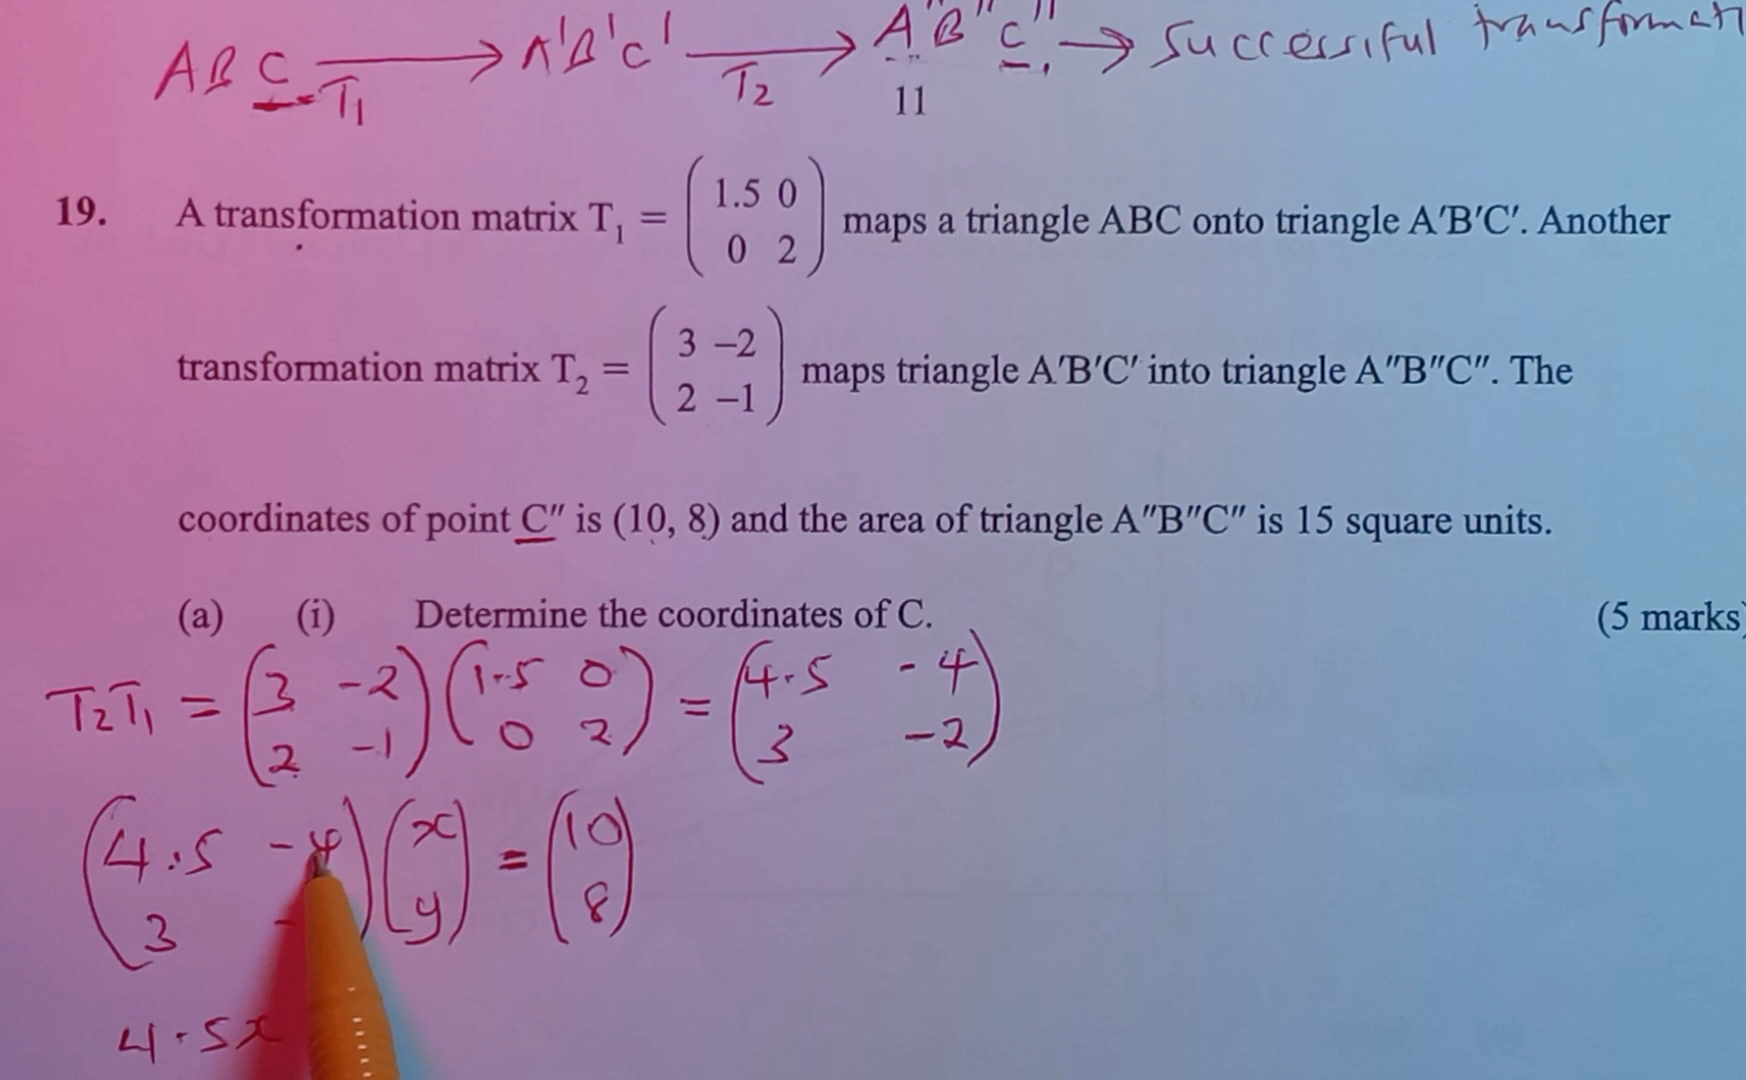 ABC → A'B'C' → A"B"C" → Successiful
T1 T2
11
19. A transformation matrix T₁ = (1.5 0
0 2) maps a triangle ABC onto triangle A'B'C'. Another
transformation matrix T₂ = (3 −2
2 −1) maps triangle A'B'C' into triangle A"B"C". The
coordinates of point C" is (10, 8) and the area of triangle A"B"C" is 15 square units.
(a) (i) Determine the coordinates of C. (5 marks)
T2T1 = (3 -2 (1.5 0 = (4.5 -4
2 -1) 0 2) 3 -2)
(4.5 -4 (x = (10
3 - ) y) 8)
4.5x